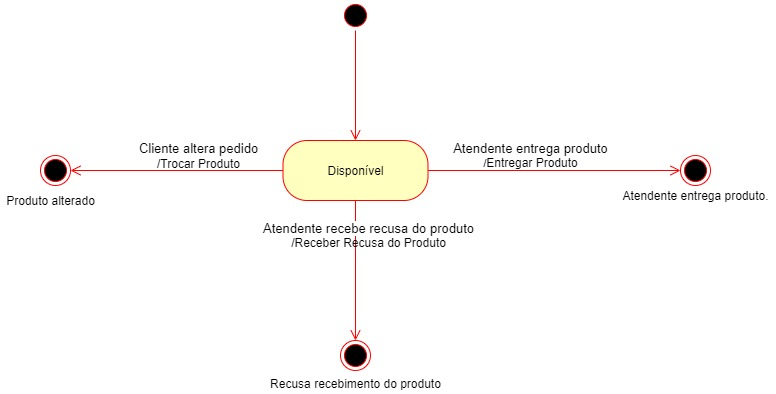 Cliente altera pedido
/Trocar Produto
Disponível
Atendente entrega produto
/Entregar Produto
Produto alterado
Atendente entrega produto.
Atendente recebe recusa do produto
/Receber Recusa do Produto
Recusa recebimento do produto